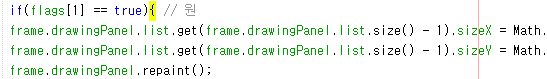 if(flags[1] == true){ // 원
frame.drawingPanel.list.get(frame.drawingPanel.list.size() - 1).sizeX = Math.
frame.drawingPanel.list.get(frame.drawingPanel.list.size() - 1).sizeY = Math.
frame.drawingPanel.repaint();